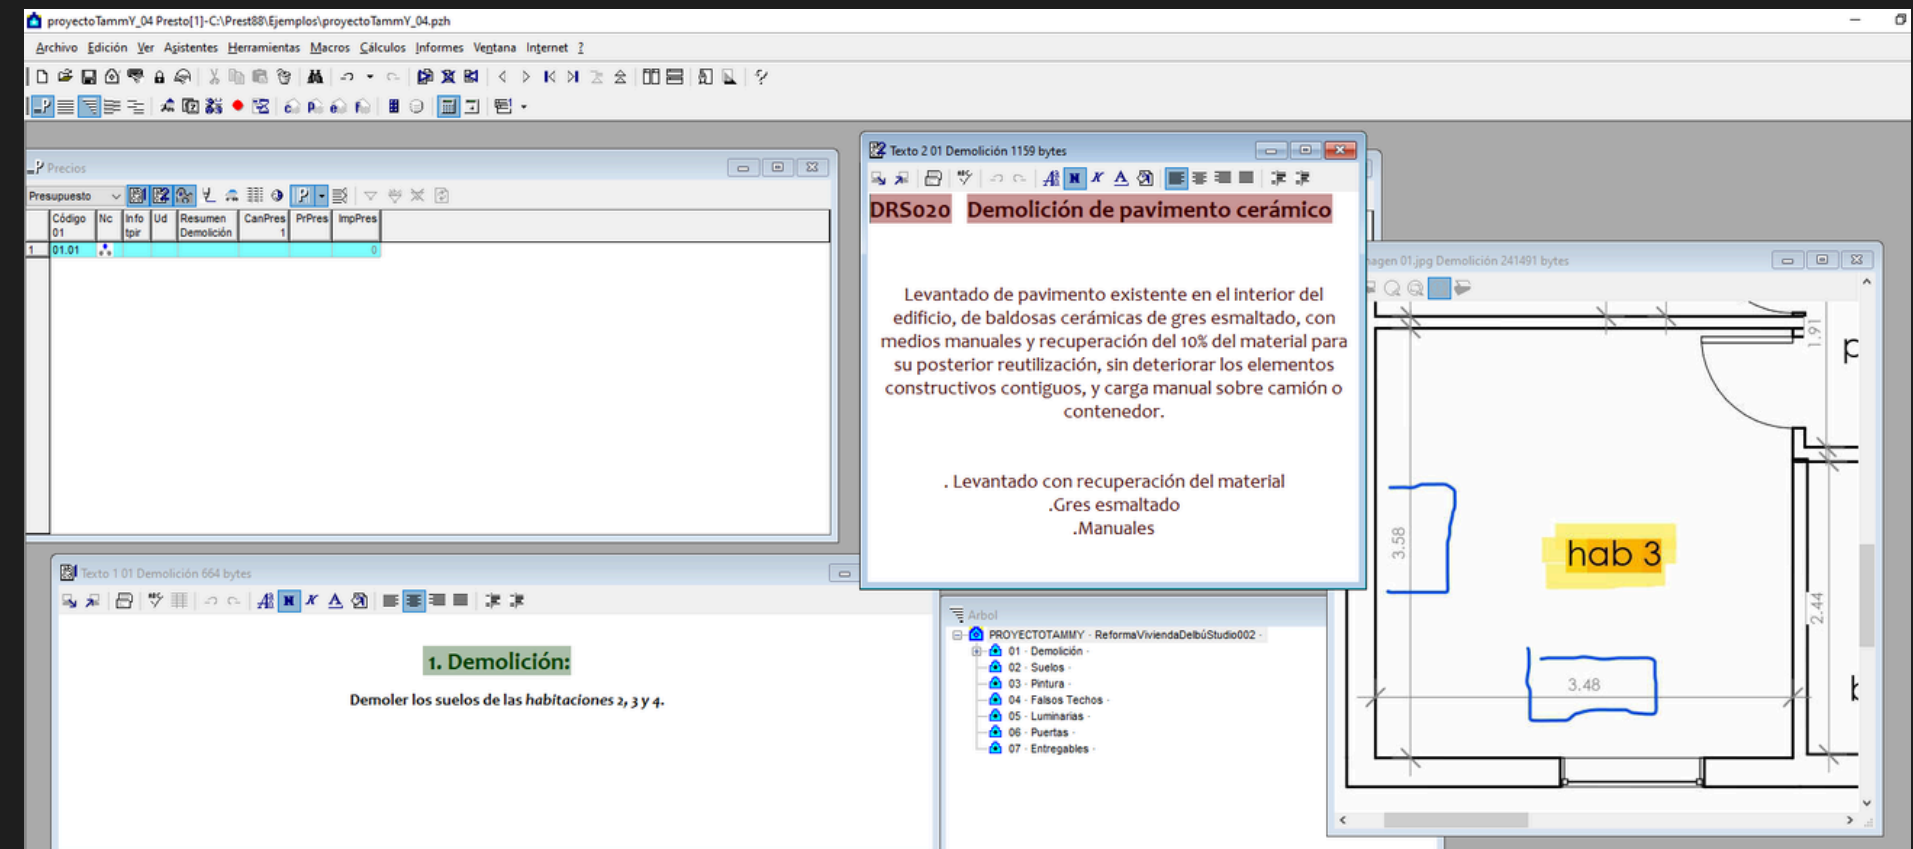 proyectoTammY_04 Presto[1]-C:\Prest88\Ejemplos\proyectoTammY_04.pzh
Archivo Edición Ver Asistentes Herramientas Macros Cálculos Informes Ventana Internet ?
Precios
Presupuesto
Código Nc Info Ud Resumen CanPres PrPres ImpPres
01 tpir Demolición 1
1 01.01 0
Texto 2 01 Demolición 1159 bytes
DRS020 Demolición de pavimento cerámico
Levantado de pavimento existente en el interior del
edificio, de baldosas cerámicas de gres esmaltado, con
medios manuales y recuperación del 10% del material para
su posterior reutilización, sin deteriorar los elementos
constructivos contiguos, y carga manual sobre camión o
contenedor.
. Levantado con recuperación del material
.Gres esmaltado
.Manuales
Texto 1 01 Demolición 664 bytes
1. Demolición:
Demoler los suelos de las habitaciones 2, 3 y 4.
Arbol
PROYECTOTAMMY - ReformaViviendaDelbúStudio002 -
01 - Demolición -
02 - Suelos -
03 - Pintura -
04 - Falsos Techos -
05 - Luminarias -
06 - Puertas -
07 - Entregables -
agen 01.jpg Demolición 241491 bytes
1.91
p
3.58
hab 3
2.44
3.48